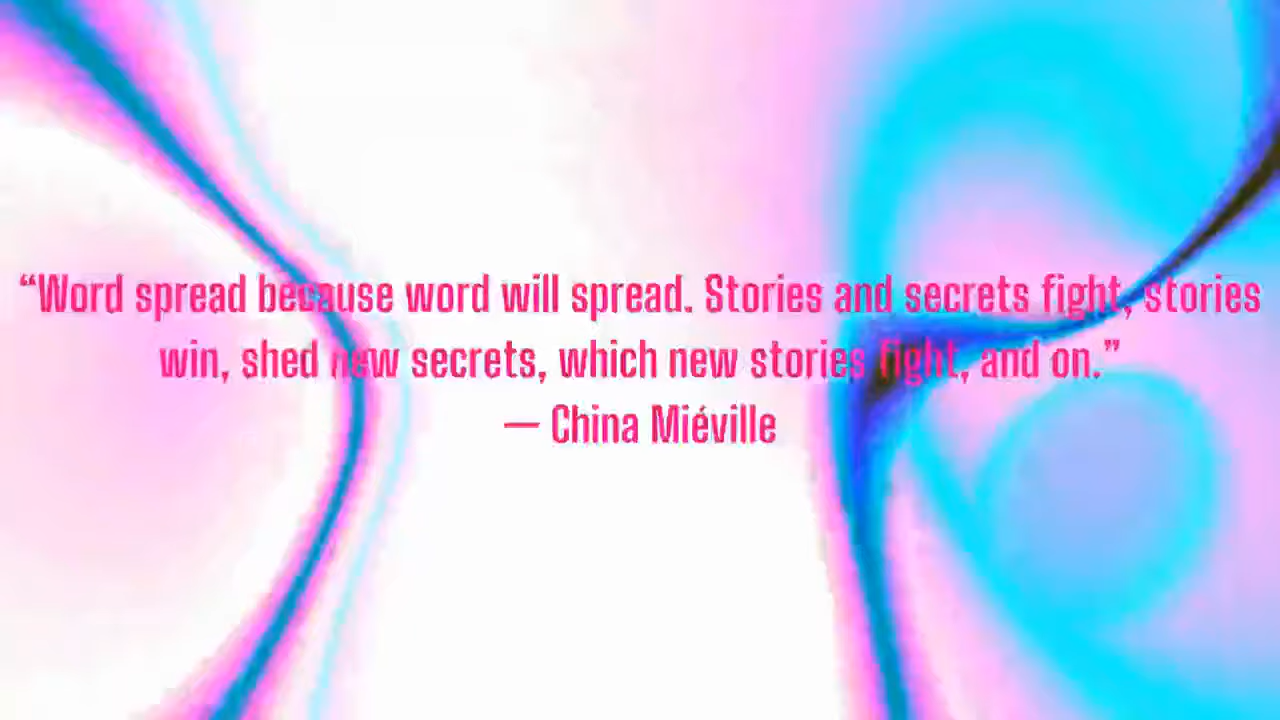 “Word spread because word will spread. Stories and secrets fight, stories
win, shed new secrets, which new stories fight, and on.”
— China Miéville